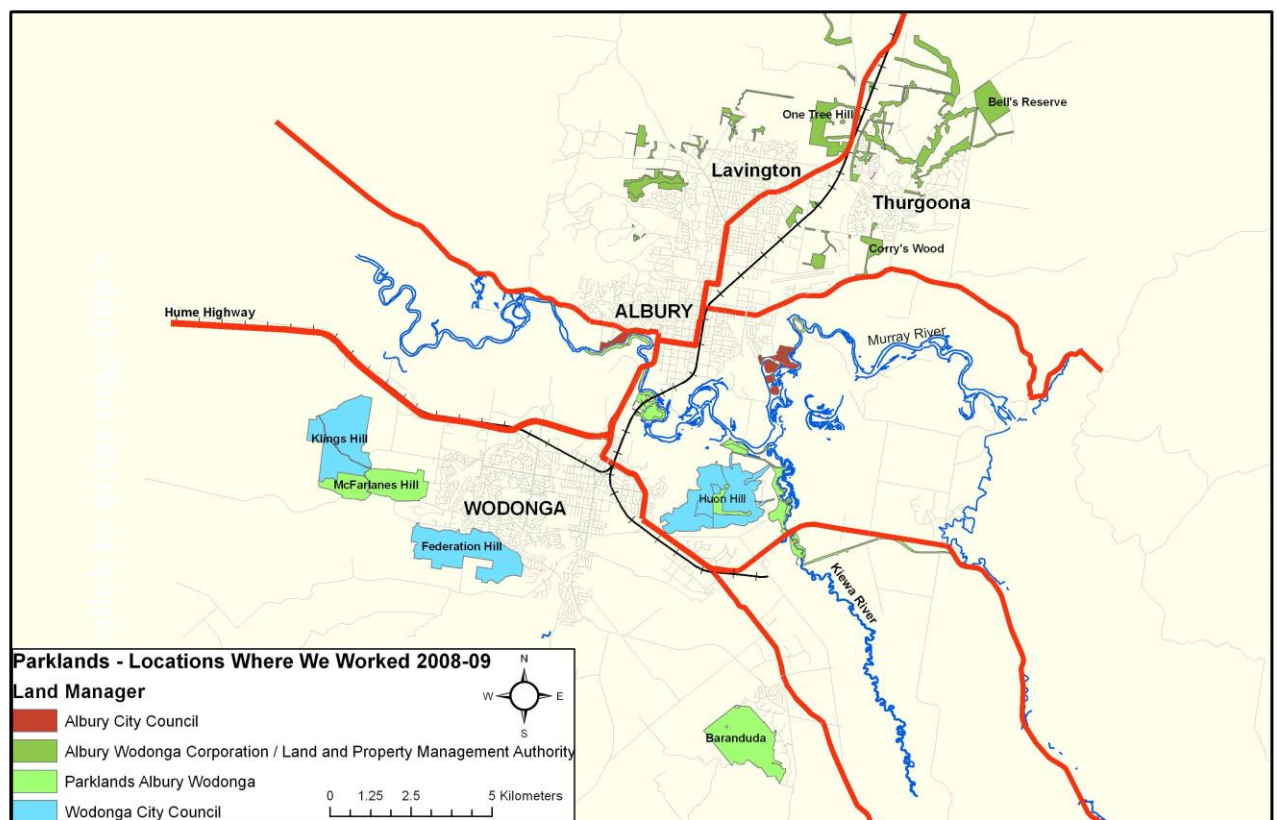 One Tree Hill
Bell's Reserve
Lavington
Thurgoona
Corry's Wood
ALBURY
Hume Highway
Murray River
Klings Hill
McFarlanes Hill
WODONGA
Huon Hill
Federation Hill
Kiewa River
Baranduda
Parklands - Locations Where We Worked 2008-09
Land Manager
N
W E
S
Albury City Council
Albury Wodonga Corporation / Land and Property Management Authority
Parklands Albury Wodonga
Wodonga City Council
0 1.25 2.5 5 Kilometers